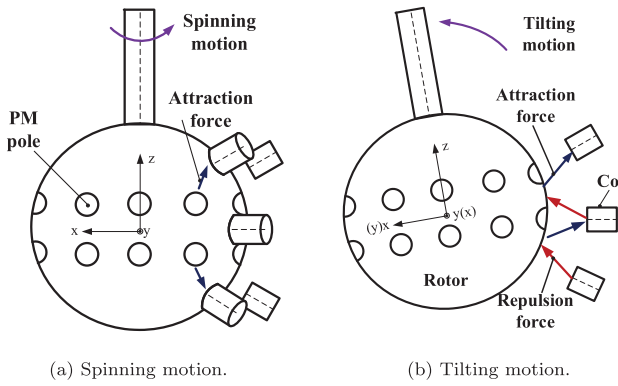 Spinning
motion
Attraction
force
PM
pole
z
x
y
(a) Spinning motion.
Tilting
motion
Attraction
force
z
Co
(y)x
y(x)
Rotor
Repulsion
force
(b) Tilting motion.